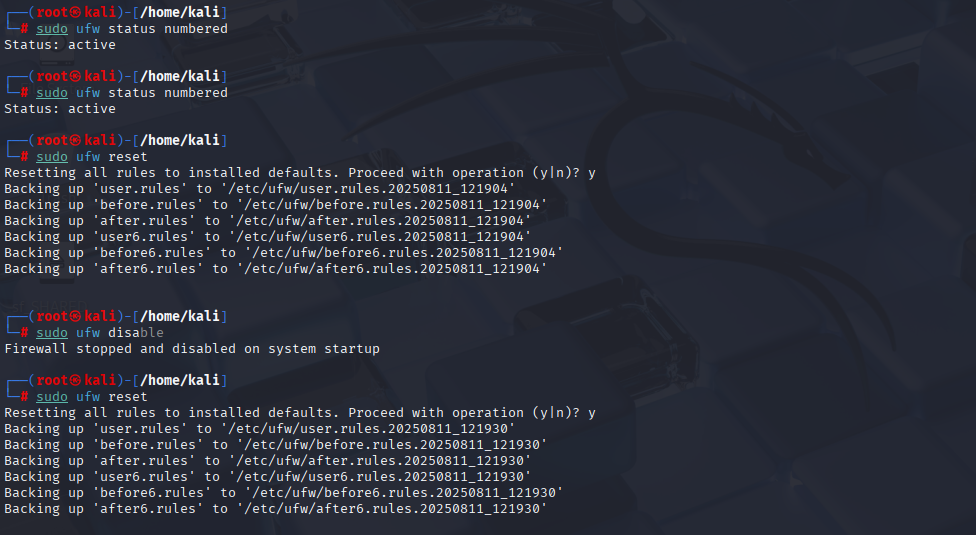 ┌──(root㉿kali)-[/home/kali]
└─# sudo ufw status numbered
Status: active
┌──(root㉿kali)-[/home/kali]
└─# sudo ufw status numbered
Status: active
┌──(root㉿kali)-[/home/kali]
└─# sudo ufw reset
Resetting all rules to installed defaults. Proceed with operation (y|n)? y
Backing up 'user.rules' to '/etc/ufw/user.rules.20250811_121904'
Backing up 'before.rules' to '/etc/ufw/before.rules.20250811_121904'
Backing up 'after.rules' to '/etc/ufw/after.rules.20250811_121904'
Backing up 'user6.rules' to '/etc/ufw/user6.rules.20250811_121904'
Backing up 'before6.rules' to '/etc/ufw/before6.rules.20250811_121904'
Backing up 'after6.rules' to '/etc/ufw/after6.rules.20250811_121904'
┌──(root㉿kali)-[/home/kali]
└─# sudo ufw disable
Firewall stopped and disabled on system startup
┌──(root㉿kali)-[/home/kali]
└─# sudo ufw reset
Resetting all rules to installed defaults. Proceed with operation (y|n)? y
Backing up 'user.rules' to '/etc/ufw/user.rules.20250811_121930'
Backing up 'before.rules' to '/etc/ufw/before.rules.20250811_121930'
Backing up 'after.rules' to '/etc/ufw/after.rules.20250811_121930'
Backing up 'user6.rules' to '/etc/ufw/user6.rules.20250811_121930'
Backing up 'before6.rules' to '/etc/ufw/before6.rules.20250811_121930'
Backing up 'after6.rules' to '/etc/ufw/after6.rules.20250811_121930'